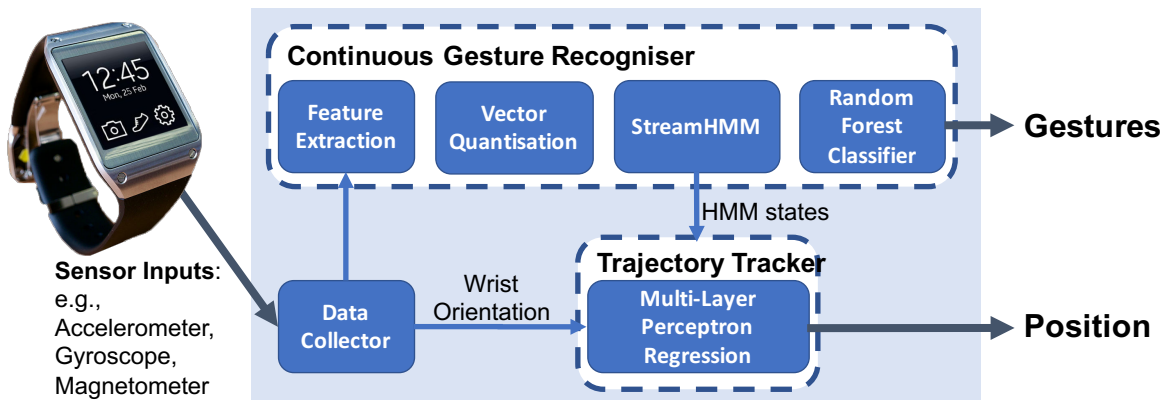 12:45
Mon, 25 Feb
Continuous Gesture Recogniser
Feature
Extraction
Vector
Quantisation
StreamHMM
Random
Forest
Classifier
Gestures
HMM states
Sensor Inputs:
e.g.,
Accelerometer,
Gyroscope,
Magnetometer
Data
Collector
Wrist
Orientation
Trajectory Tracker
Multi-Layer
Perceptron
Regression
Position